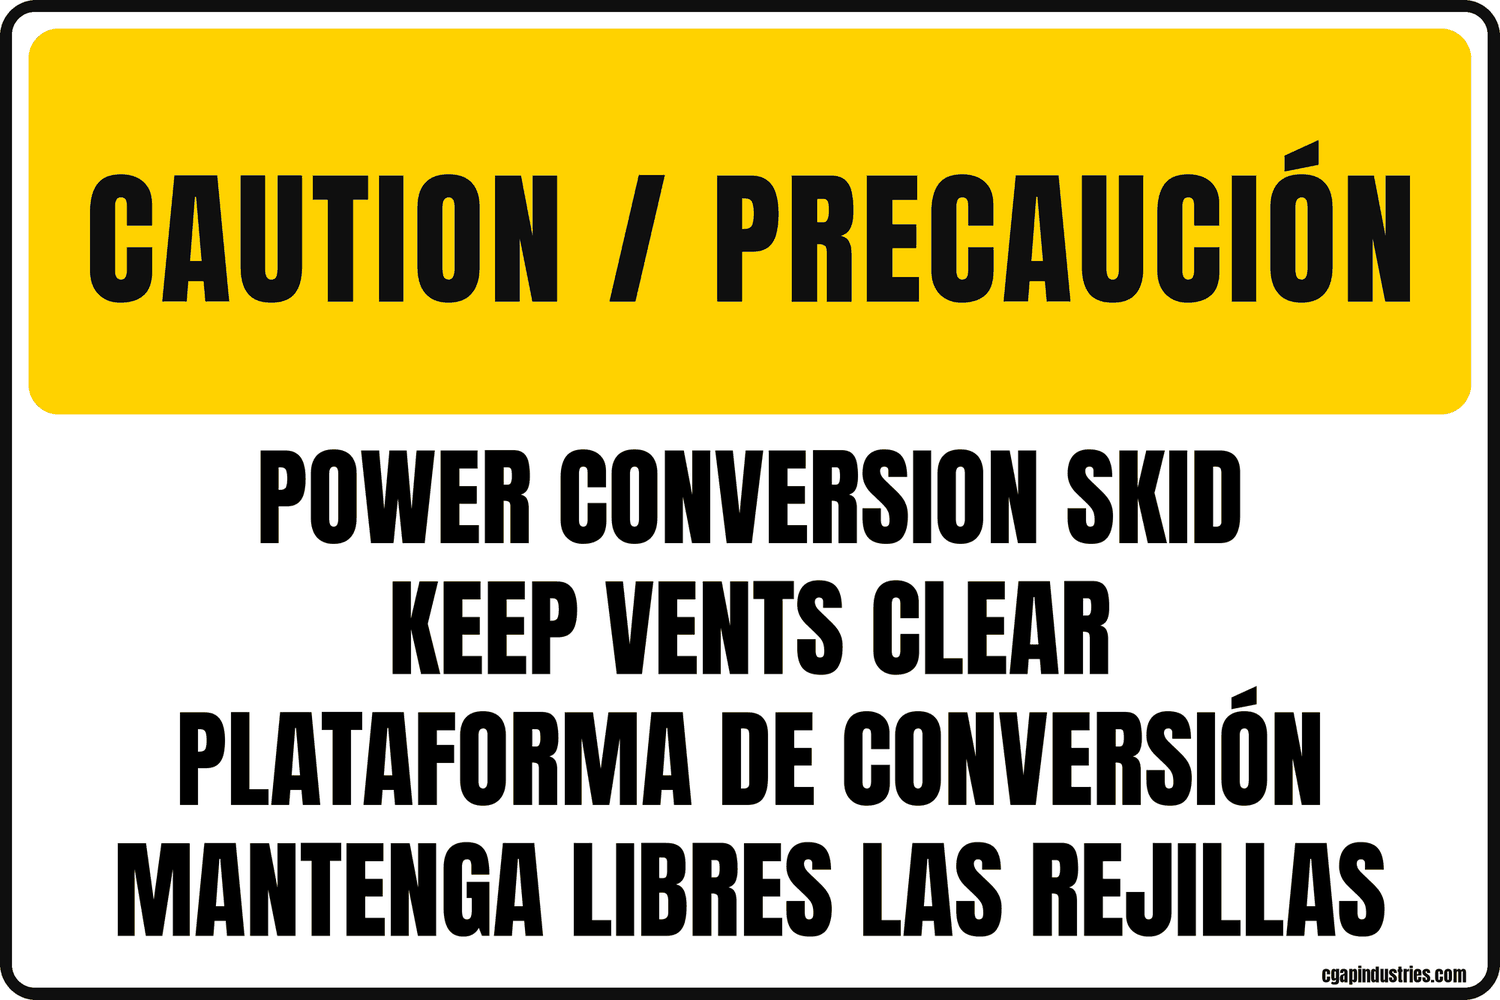 CAUTION / PRECAUCIÓN
POWER CONVERSION SKID
KEEP VENTS CLEAR
PLATAFORMA DE CONVERSIÓN
MANTENGA LIBRES LAS REJILLAS
cgapindustries.com